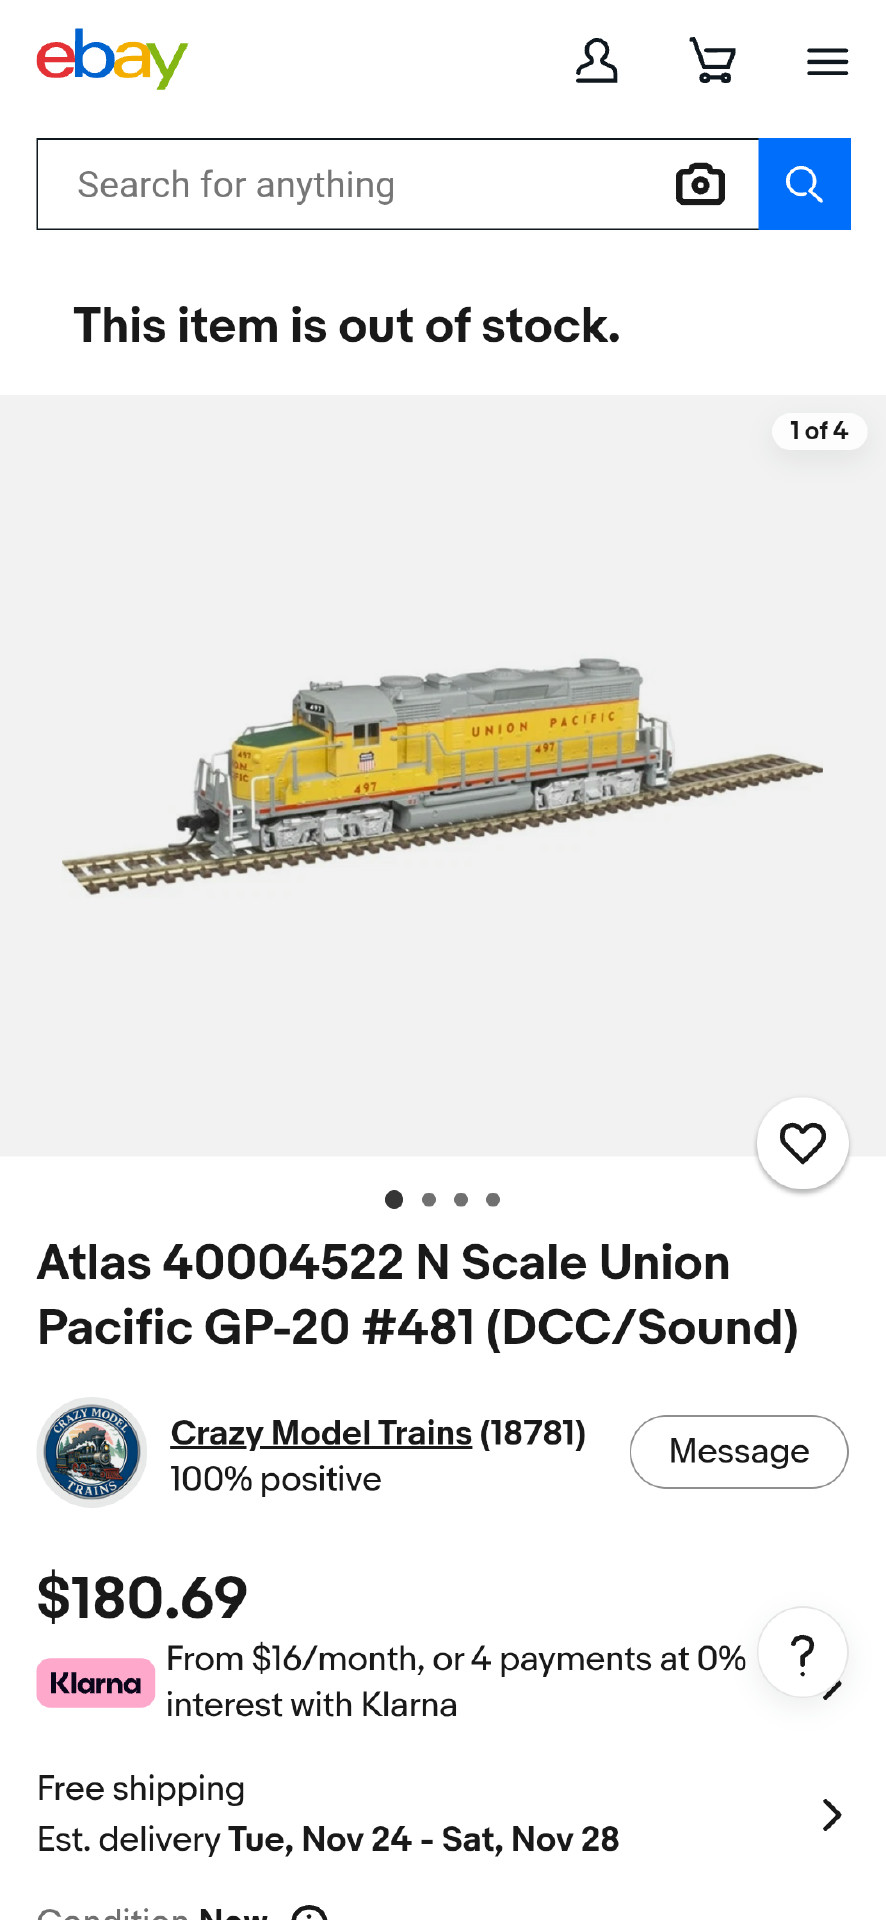 ebay
Search for anything
This item is out of stock.
1 of 4
497
497
UNION PACIFIC
497
497
Atlas 40004522 N Scale Union
Pacific GP-20 #481 (DCC/Sound)
CRAZY MODEL
TRAINS
Crazy Model Trains (18781)
100% positive
Message
$180.69
Klarna
From $16/month, or 4 payments at 0%
interest with Klarna
?
Free shipping
Est. delivery Tue, Nov 24 - Sat, Nov 28
Condition New